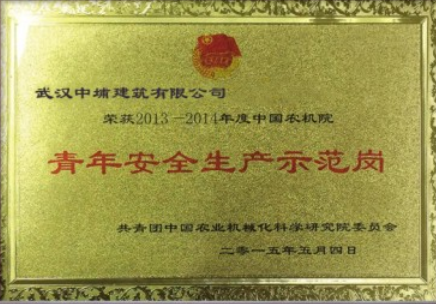 武汉中埔建筑有限公司
荣获2013-2014年度中国农机院
青年安全生产示范岗
共青团中国农业机械化科学研究院委员会
二〇一五年五月四日